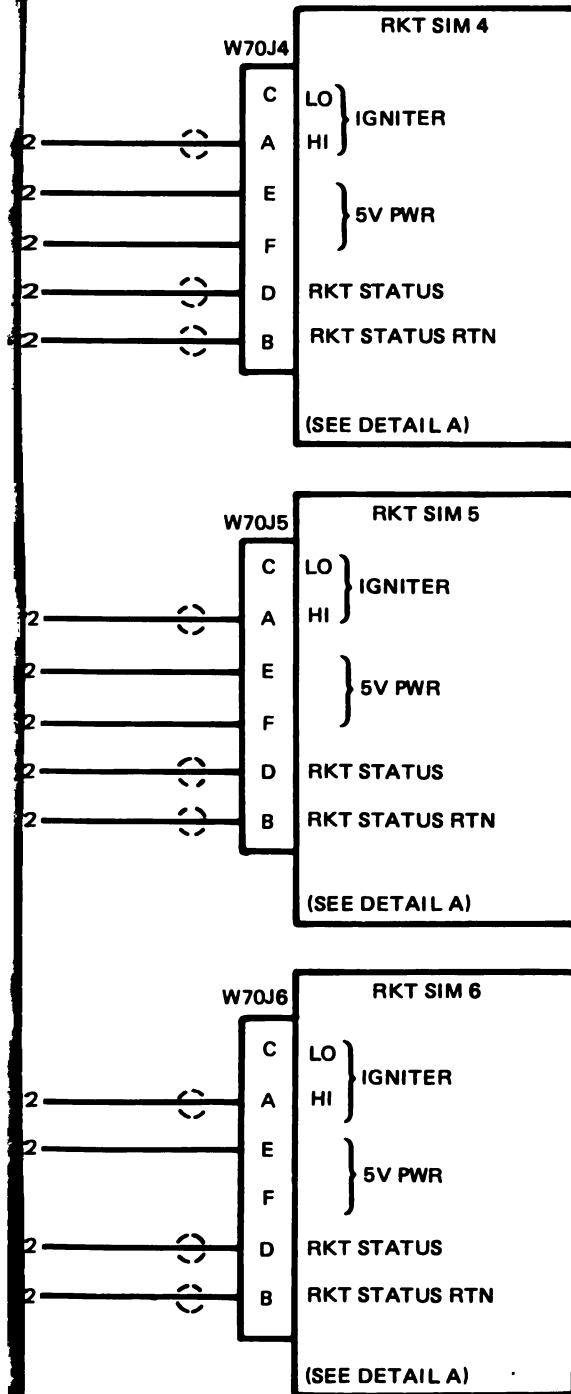 RKT SIM 4
W70J4
C LO
IGNITER
2 A HI
2 E
5V PWR
2 F
2 D RKT STATUS
2 B RKT STATUS RTN
(SEE DETAIL A)
RKT SIM 5
W70J5
C LO
IGNITER
2 A HI
2 E
5V PWR
2 F
2 D RKT STATUS
2 B RKT STATUS RTN
(SEE DETAIL A)
RKT SIM 6
W70J6
C LO
IGNITER
2 A HI
2 E
5V PWR
F
2 D RKT STATUS
2 B RKT STATUS RTN
(SEE DETAIL A)